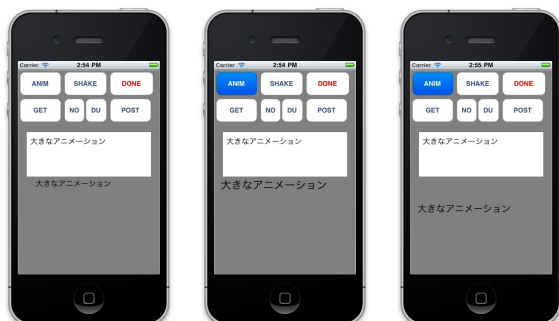 Carrier 2:54 PM
ANIM SHAKE DONE
GET NO DU POST
大きなアニメーション
大きなアニメーション
Carrier 2:54 PM
ANIM SHAKE DONE
GET NO DU POST
大きなアニメーション
大きなアニメーション
Carrier 2:55 PM
ANIM SHAKE DONE
GET NO DU POST
大きなアニメーション
大きなアニメーション